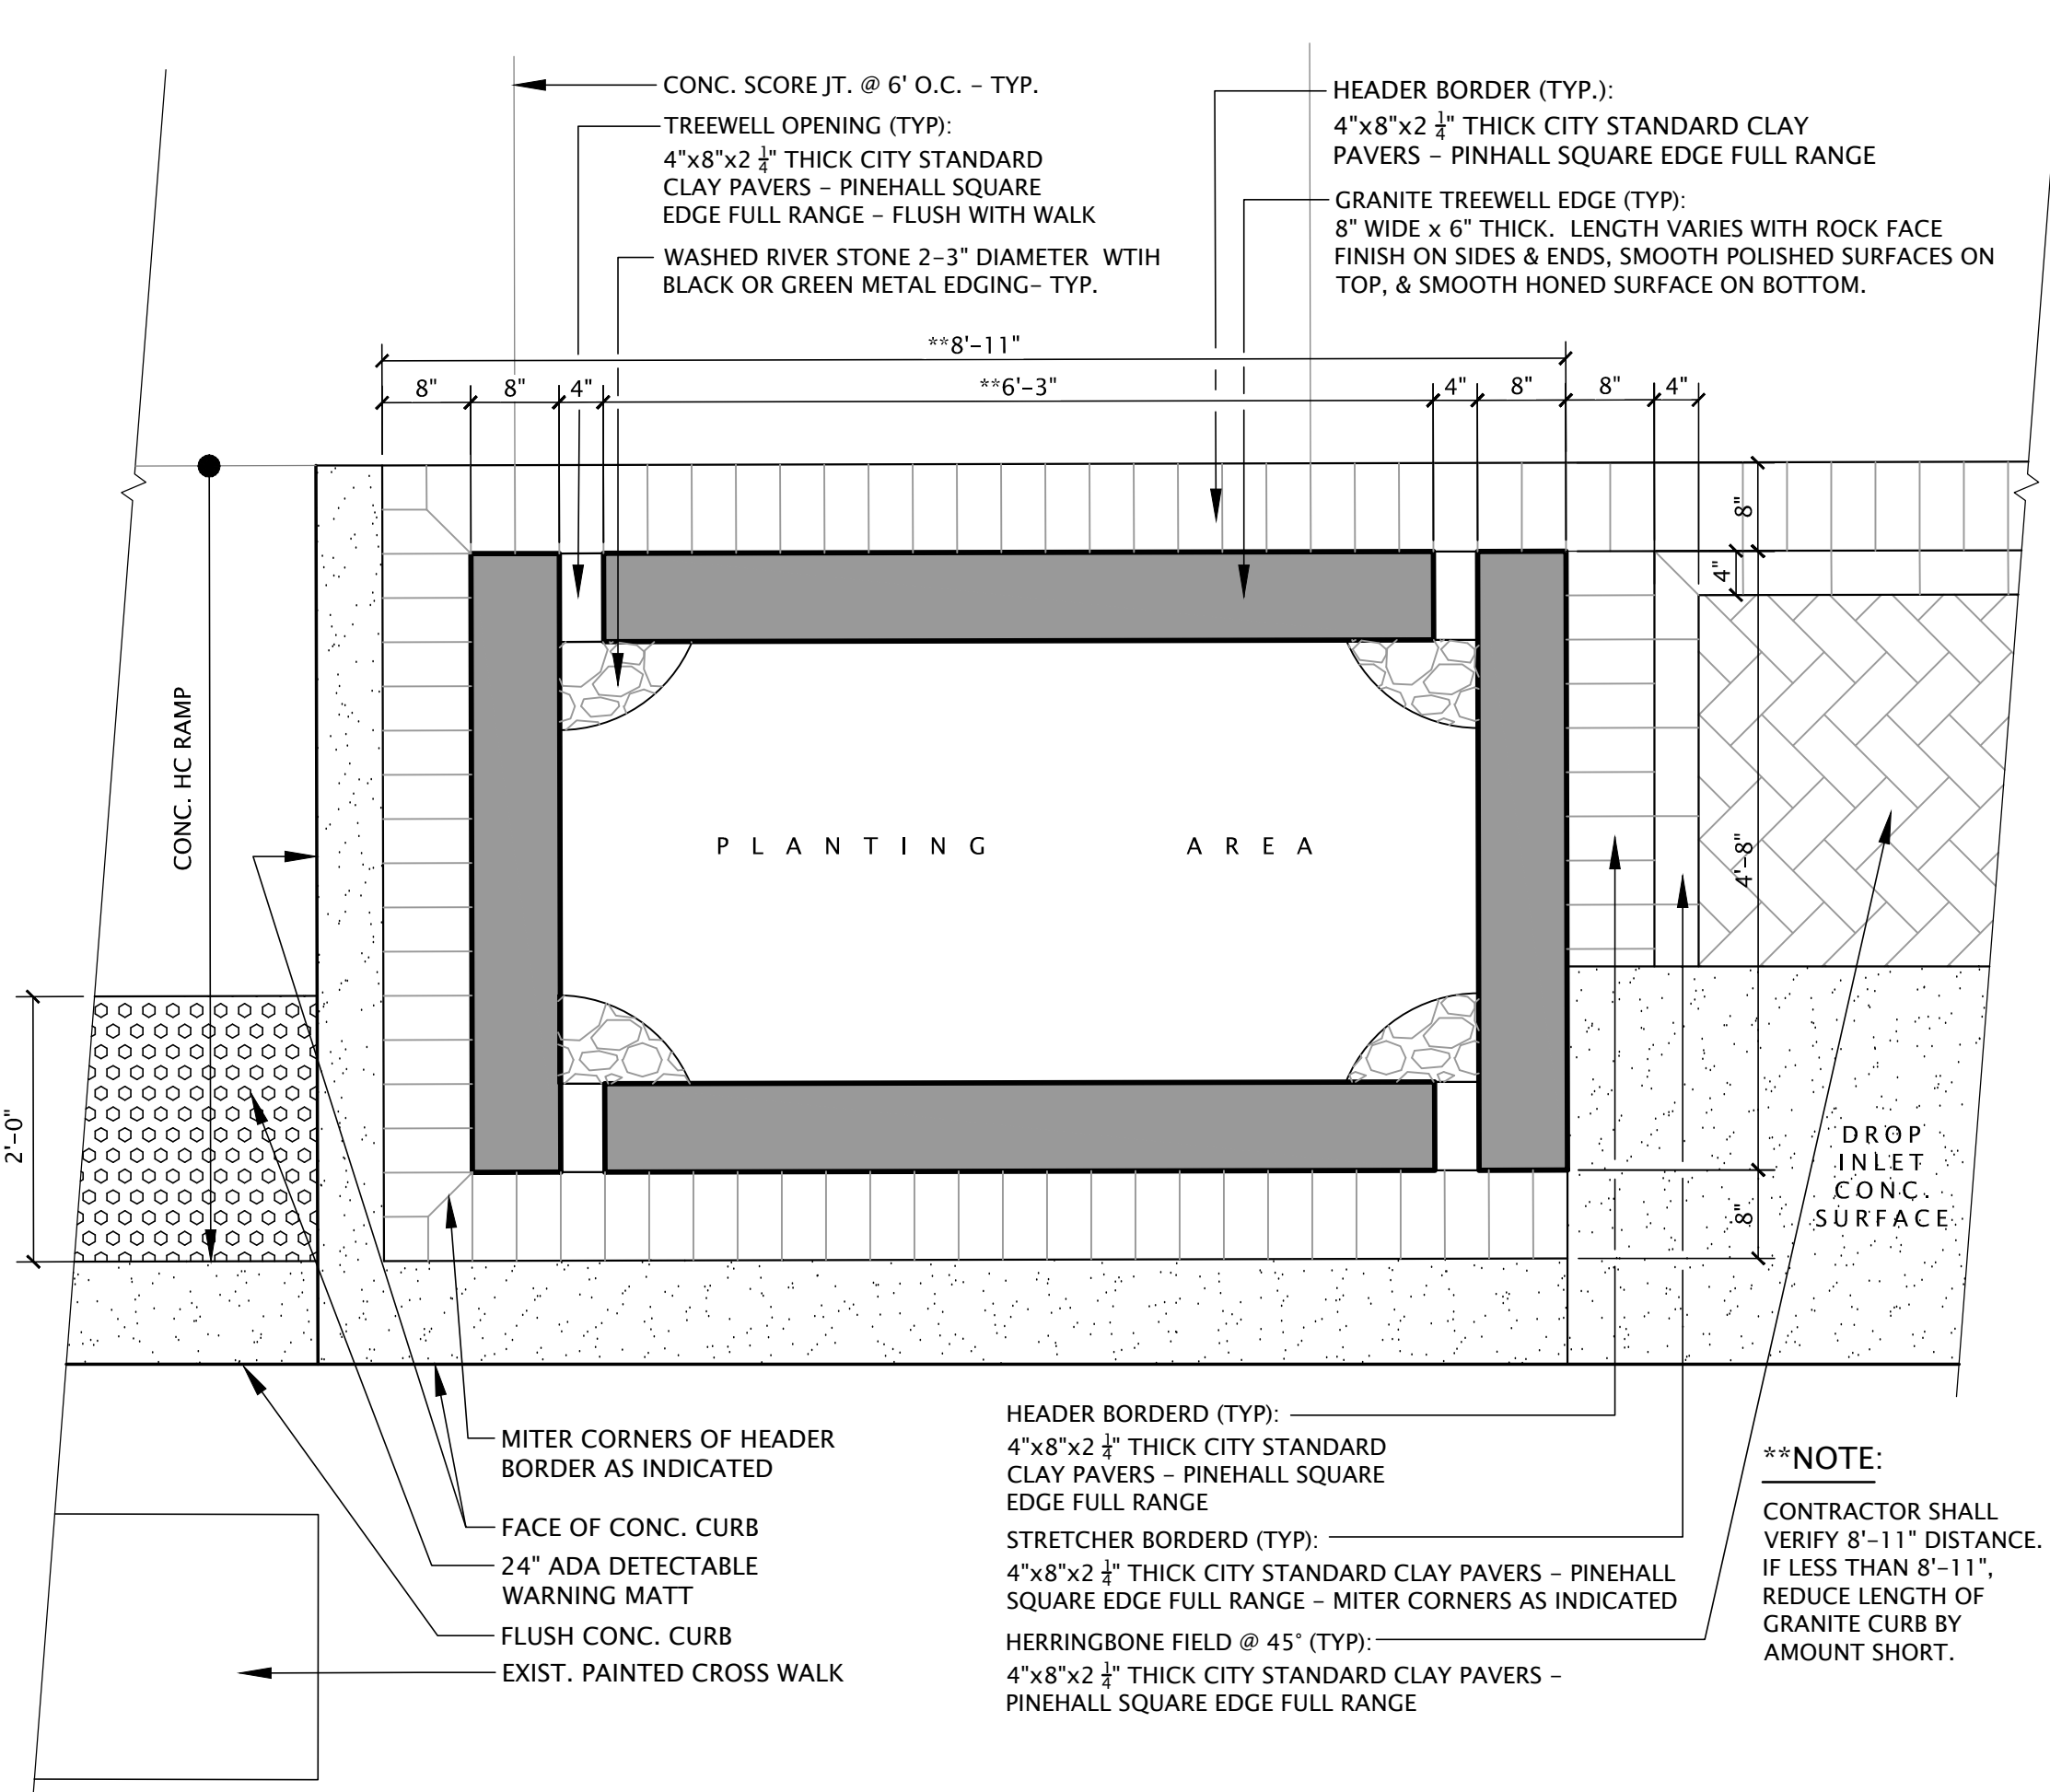 CONC. SCORE JT. @ 6' O.C. – TYP.
TREEWELL OPENING (TYP):
4"x8"x2 1/4" THICK CITY STANDARD
CLAY PAVERS – PINEHALL SQUARE
EDGE FULL RANGE – FLUSH WITH WALK
WASHED RIVER STONE 2–3" DIAMETER WTIH
BLACK OR GREEN METAL EDGING– TYP.
HEADER BORDER (TYP.):
4"x8"x2 1/4" THICK CITY STANDARD CLAY
PAVERS – PINHALL SQUARE EDGE FULL RANGE
GRANITE TREEWELL EDGE (TYP):
8" WIDE x 6" THICK. LENGTH VARIES WITH ROCK FACE
FINISH ON SIDES & ENDS, SMOOTH POLISHED SURFACES ON
TOP, & SMOOTH HONED SURFACE ON BOTTOM.
**8'–11"
8"
8"
4"
**6'–3"
4"
8"
8"
4"
8"
4"
CONC. HC RAMP
PLANTING AREA
4'–8"
2'–0"
DROP
INLET
CONC.
SURFACE
8"
MITER CORNERS OF HEADER
BORDER AS INDICATED
FACE OF CONC. CURB
24" ADA DETECTABLE
WARNING MATT
FLUSH CONC. CURB
EXIST. PAINTED CROSS WALK
HEADER BORDERD (TYP):
4"x8"x2 1/4" THICK CITY STANDARD
CLAY PAVERS – PINEHALL SQUARE
EDGE FULL RANGE
STRETCHER BORDERD (TYP):
4"x8"x2 1/4" THICK CITY STANDARD CLAY PAVERS – PINEHALL
SQUARE EDGE FULL RANGE – MITER CORNERS AS INDICATED
HERRINGBONE FIELD @ 45° (TYP):
4"x8"x2 1/4" THICK CITY STANDARD CLAY PAVERS –
PINEHALL SQUARE EDGE FULL RANGE
**NOTE:
CONTRACTOR SHALL
VERIFY 8'–11" DISTANCE.
IF LESS THAN 8'–11",
REDUCE LENGTH OF
GRANITE CURB BY
AMOUNT SHORT.